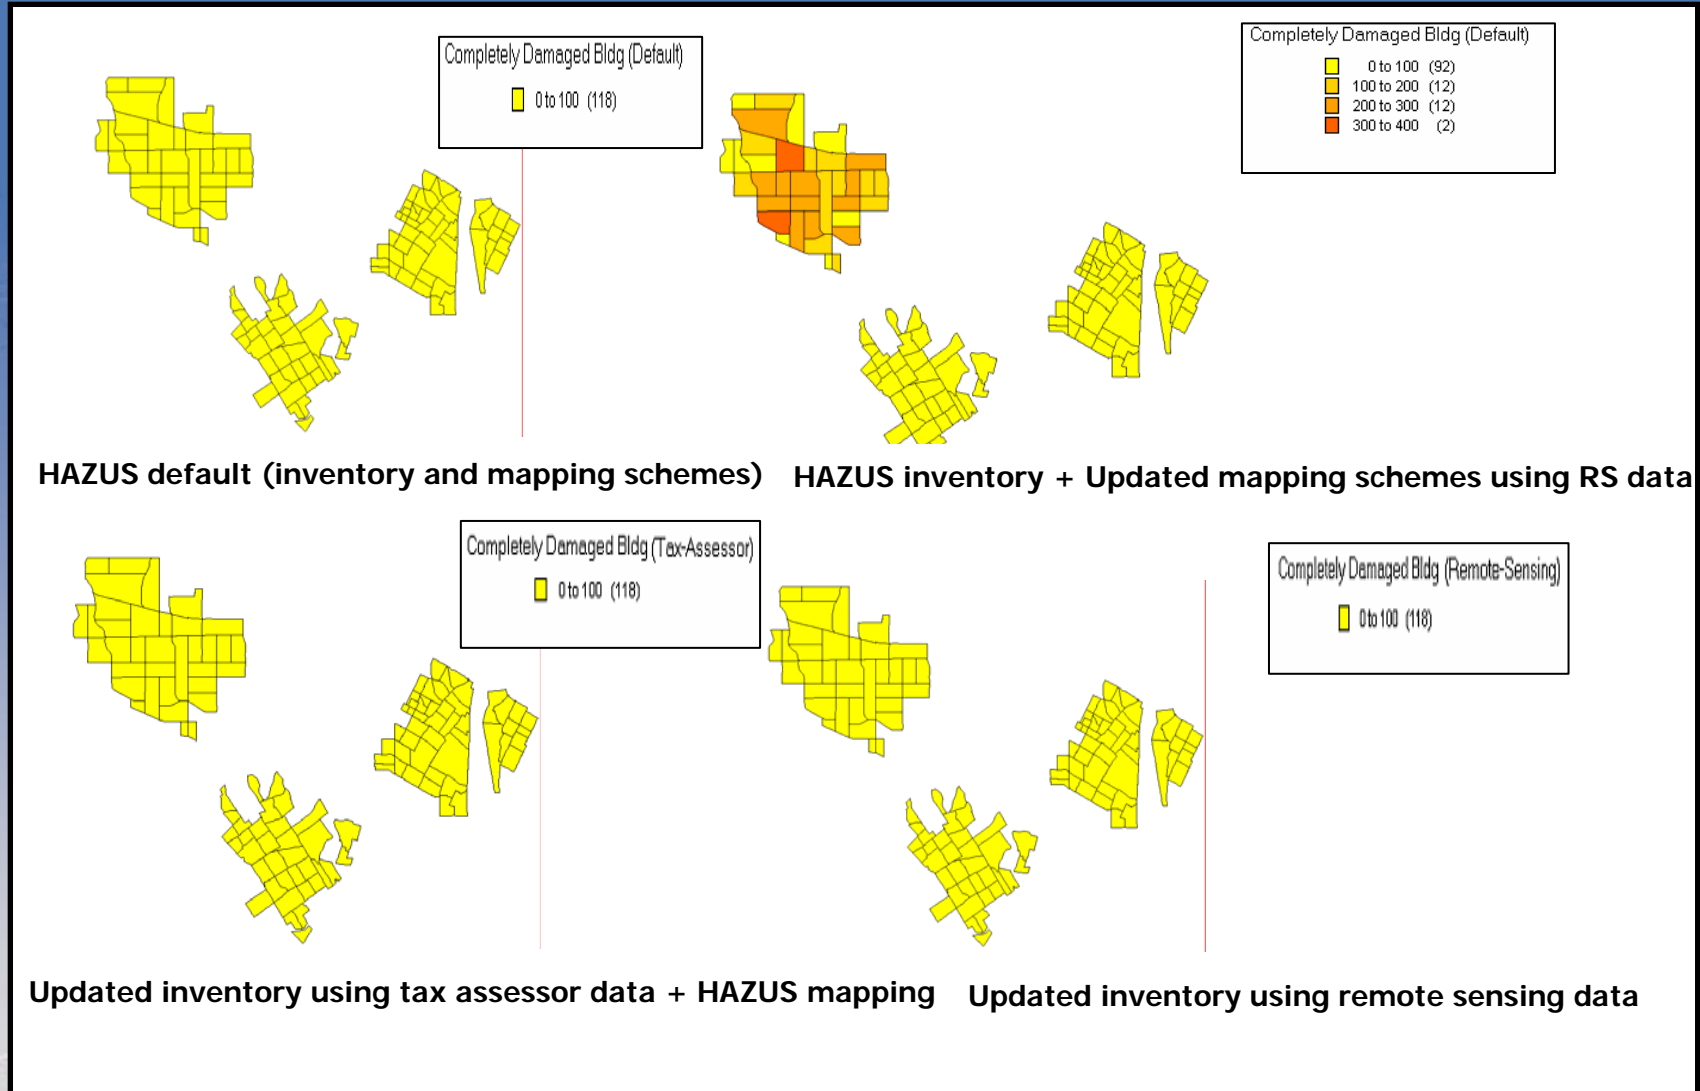 Completely Damaged Bldg (Default)
0 to 100 (118)
Completely Damaged Bldg (Default)
0 to 100 (92)
100 to 200 (12)
200 to 300 (12)
300 to 400 (2)
HAZUS default (inventory and mapping schemes)
HAZUS inventory + Updated mapping schemes using RS data
Completely Damaged Bldg (Tax-Assessor)
0 to 100 (118)
Completely Damaged Bldg (Remote-Sensing)
0 to 100 (118)
Updated inventory using tax assessor data + HAZUS mapping
Updated inventory using remote sensing data